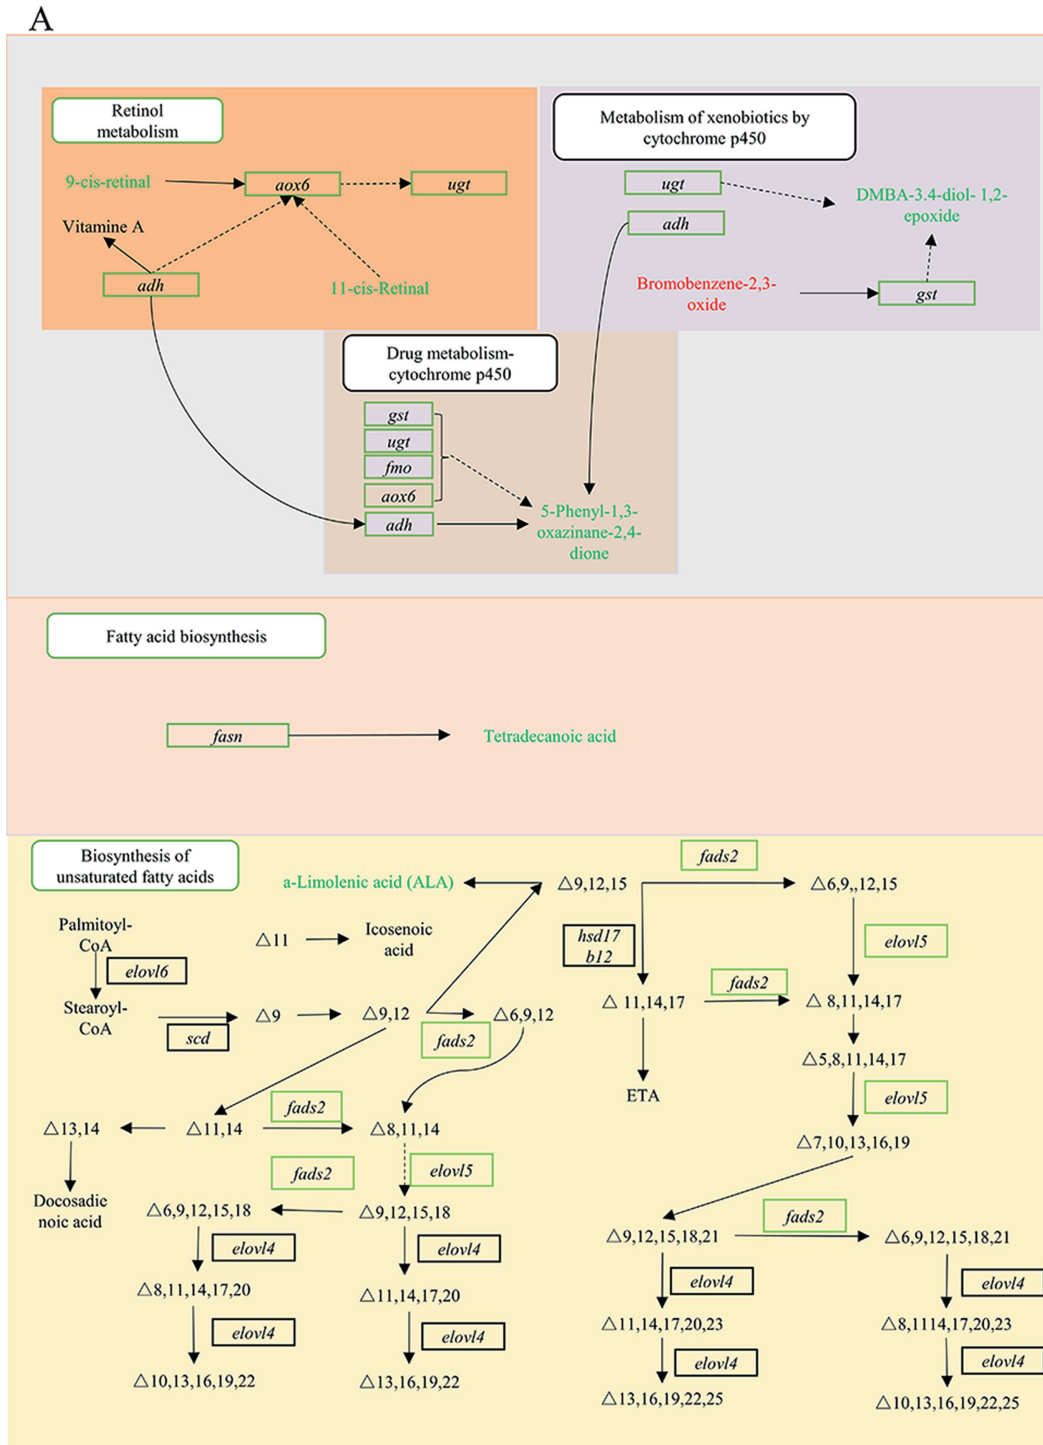 A
Retinol
metabolism
9-cis-retinal
aox6
ugt
Vitamine A
adh
11-cis-Retinal
Metabolism of xenobiotics by
cytochrome p450
ugt
adh
DMBA-3.4-diol- 1,2-
epoxide
Bromobenzene-2,3-
oxide
gst
Drug metabolism-
cytochrome p450
gst
ugt
fmo
aox6
adh
5-Phenyl-1,3-
oxazinane-2,4-
dione
Fatty acid biosynthesis
fasn
Tetradecanoic acid
Biosynthesis of
unsaturated fatty acids
a-Limolenic acid (ALA)
△9,12,15
fads2
△6,9,,12,15
Palmitoyl-
CoA
△11
Icosenoic
acid
hsd17
b12
elovl5
elovl6
Stearoyl-
CoA
scd
△9
△9,12
fads2
△6,9,12
△ 11,14,17
fads2
△ 8,11,14,17
△5,8,11,14,17
ETA
elovl5
△13,14
△11,14
fads2
△8,11,14
△7,10,13,16,19
fads2
elovl5
Docosadie
noic acid
△6,9,12,15,18
△9,12,15,18
fads2
△9,12,15,18,21
△6,9,12,15,18,21
elovl4
elovl4
elovl4
elovl4
△8,11,14,17,20
△11,14,17,20
△11,14,17,20,23
△8,1114,17,20,23
elovl4
elovl4
elovl4
elovl4
△10,13,16,19,22
△13,16,19,22
△13,16,19,22,25
△10,13,16,19,22,25